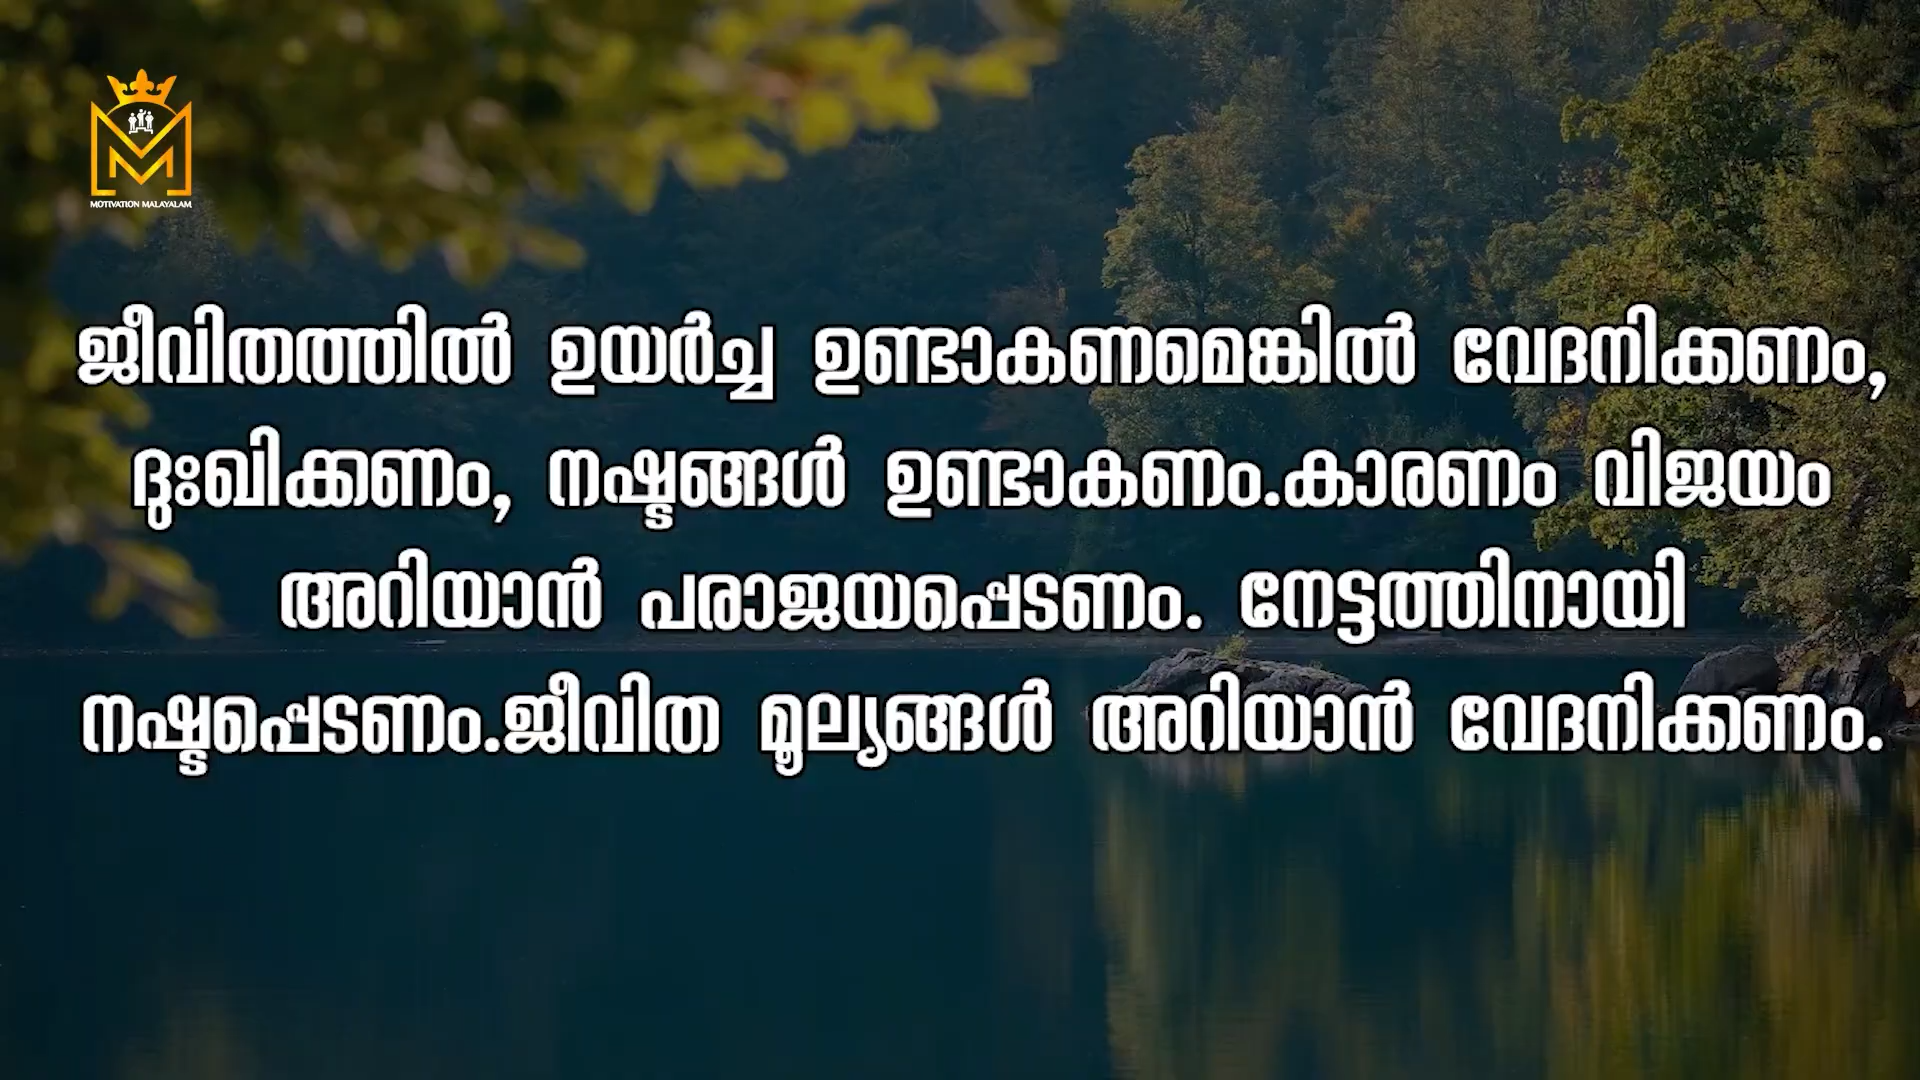 MOTIVATION MALAYALAM
ജീവിതത്തിൽ ഉയർച്ച ഉണ്ടാകണമെങ്കിൽ വേദനിക്കണം,
ദുഃഖിക്കണം, നഷ്ടങ്ങൾ ഉണ്ടാകണം.കാരണം വിജയം
അറിയാൻ പരാജയപ്പെടണം. നേട്ടത്തിനായി
നഷ്ടപ്പെടണം.ജീവിത മൂല്യങ്ങൾ അറിയാൻ വേദനിക്കണം.